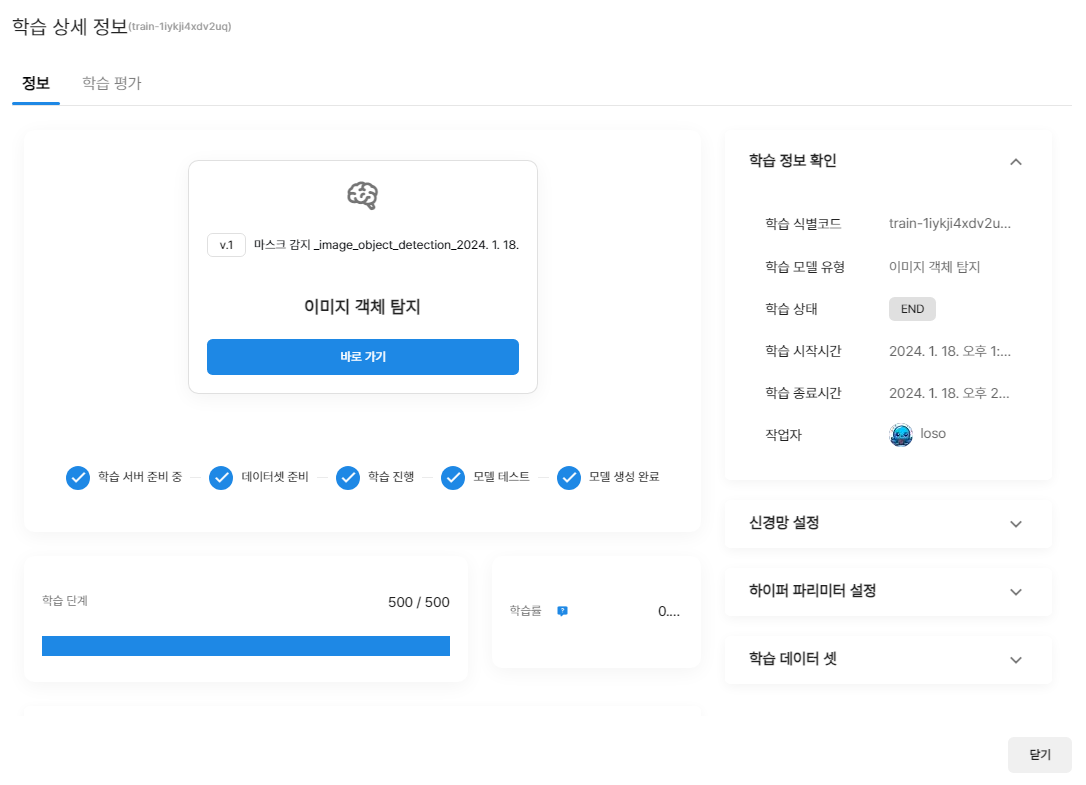 학습 상세 정보(train-1iykji4xdv2uq)
정보
학습 평가
v.1
마스크 감지 _image_object_detection_2024. 1. 18.
이미지 객체 탐지
바로 가기
학습 서버 준비 중
데이터셋 준비
학습 진행
모델 테스트
모델 생성 완료
학습 단계
500 / 500
학습률
?
0....
학습 정보 확인
학습 식별코드
train-1iykji4xdv2u...
학습 모델 유형
이미지 객체 탐지
학습 상태
END
학습 시작시간
2024. 1. 18. 오후 1:...
학습 종료시간
2024. 1. 18. 오후 2...
작업자
loso
신경망 설정
하이퍼 파리미터 설정
학습 데이터 셋
닫기